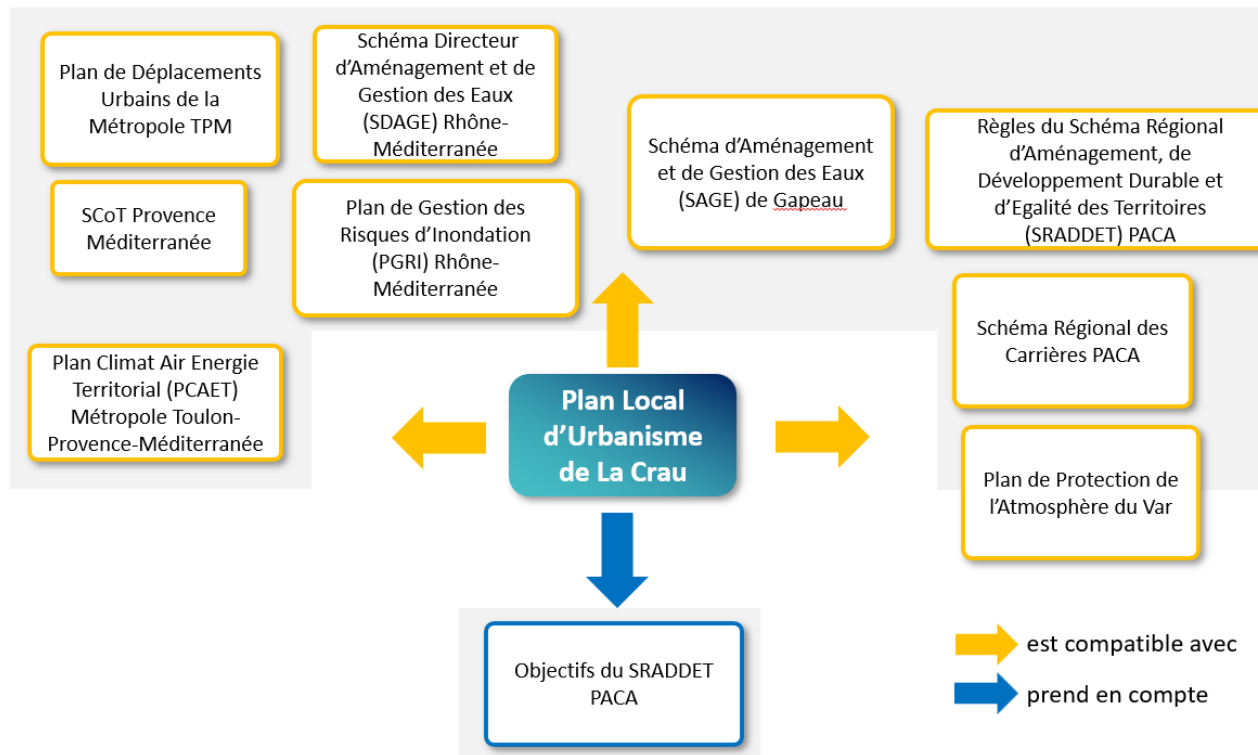 Plan de Déplacements
Urbains de la
Métropole TPM
Schéma Directeur
d’Aménagement et de
Gestion des Eaux
(SDAGE) Rhône-
Méditerranée
Schéma d’Aménagement
et de Gestion des Eaux
(SAGE) de Gapeau
Règles du Schéma Régional
d’Aménagement, de
Développement Durable et
d’Egalité des Territoires
(SRADDET) PACA
SCoT Provence
Méditerranée
Plan de Gestion des
Risques d’Inondation
(PGRI) Rhône-
Méditerranée
Schéma Régional des
Carrières PACA
Plan Climat Air Energie
Territorial (PCAET)
Métropole Toulon-
Provence-Méditerranée
Plan Local
d’Urbanisme
de La Crau
Plan de Protection de
l’Atmosphère du Var
Objectifs du SRADDET
PACA
est compatible avec
prend en compte